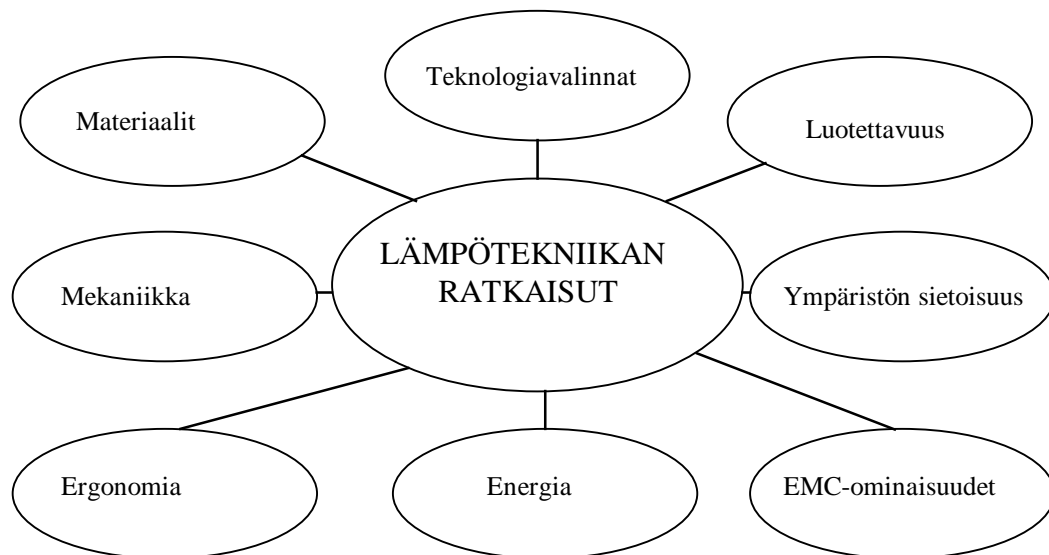 Teknologiavalinnat
Materiaalit
Luotettavuus
LÄMPÖTEKNIIKAN
RATKAISUT
Mekaniikka
Ympäristön sietoisuus
Ergonomia
Energia
EMC-ominaisuudet